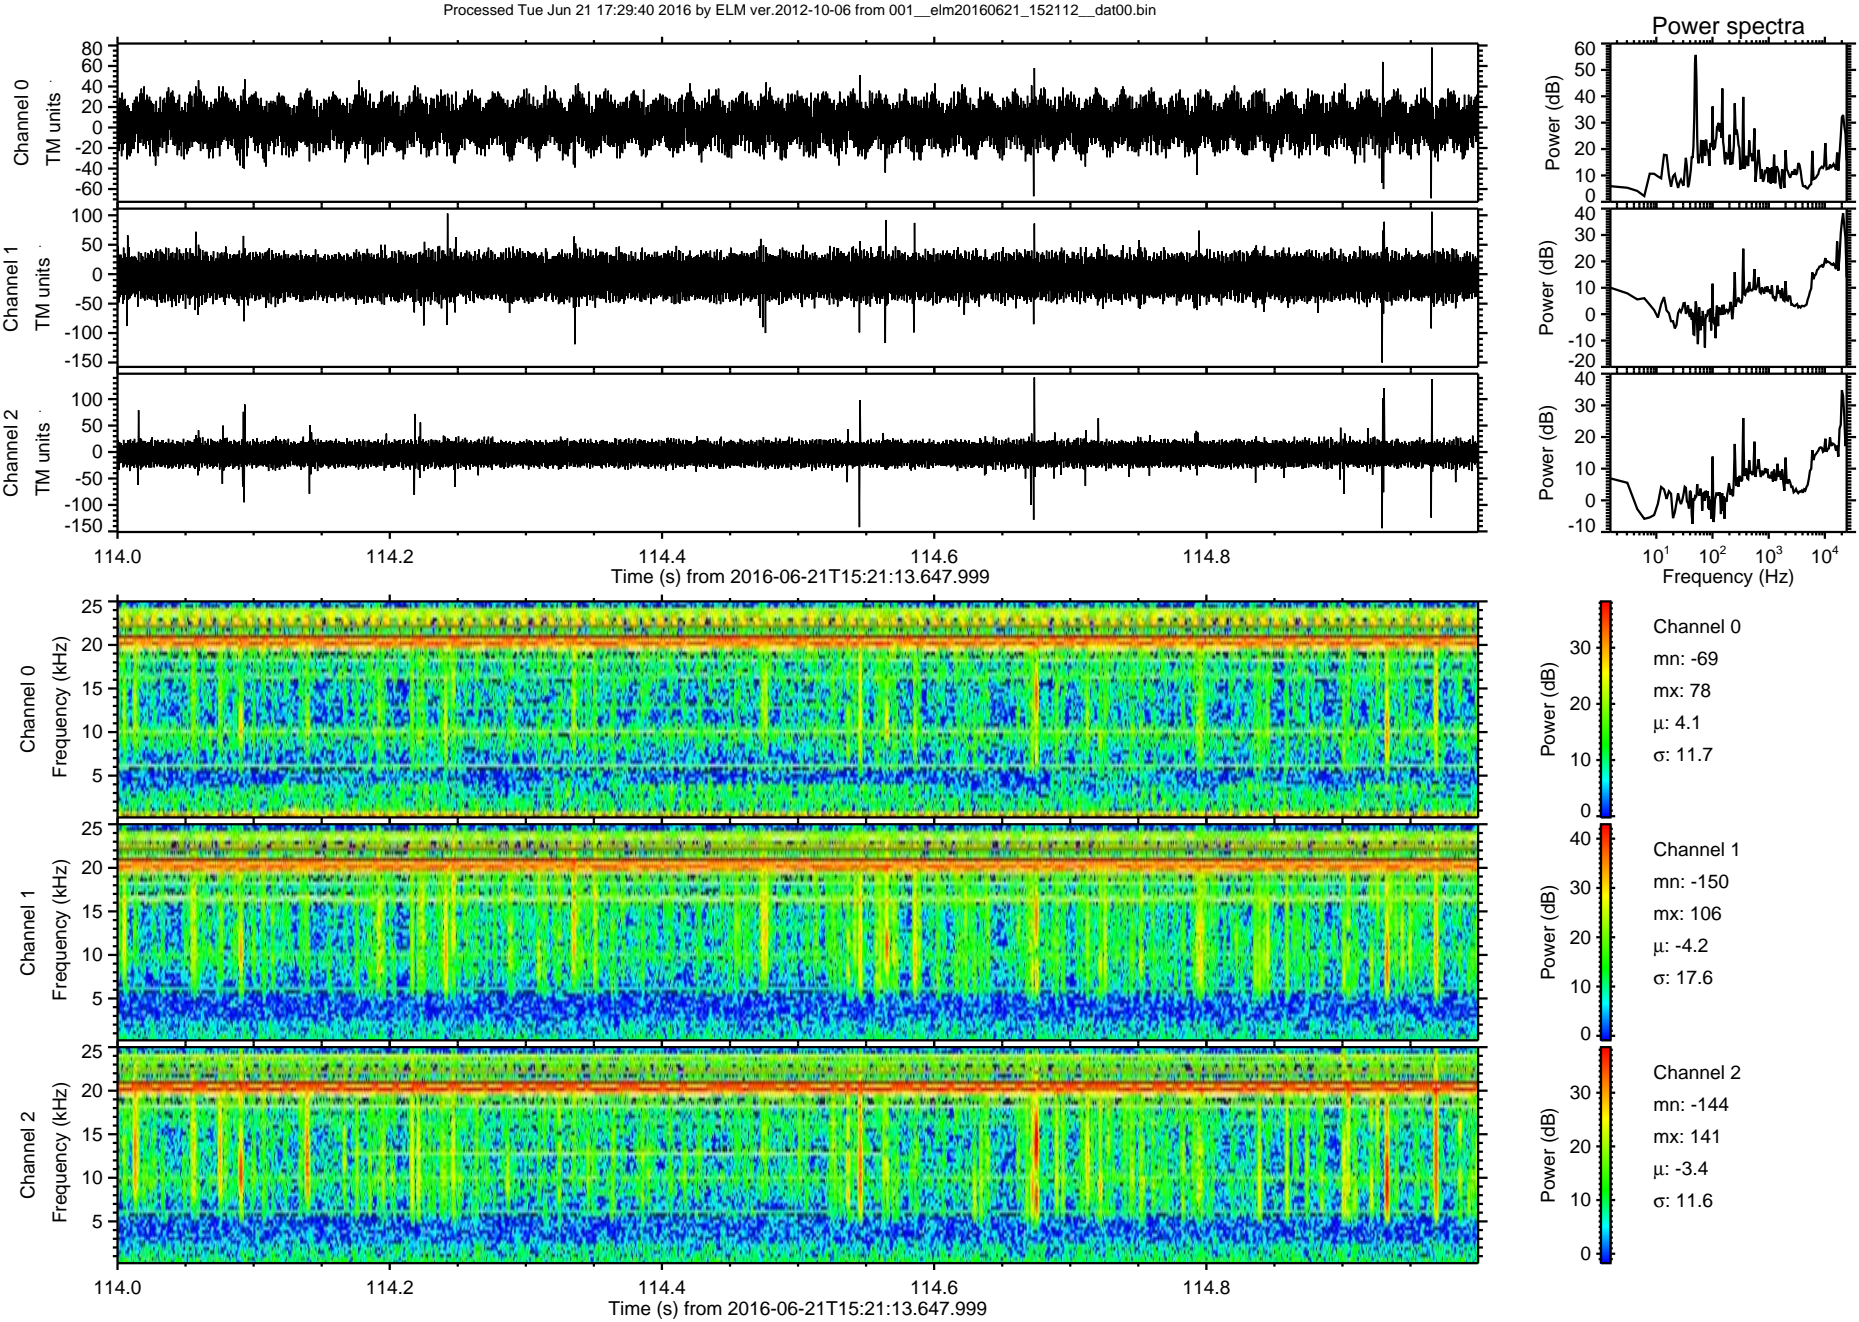 Processed Tue Jun 21 17:29:40 2016 by ELM ver.2012-10-06 from 001__elm20160621_152112__dat00.bin
Power spectra
Channel 0
TM units
80
60
40
20
0
-20
-40
-60
Power (dB)
60
50
40
30
20
10
0
Channel 1
TM units
100
50
0
-50
-100
-150
Power (dB)
40
30
20
10
0
-10
-20
Channel 2
TM units
100
50
0
-50
-100
-150
Power (dB)
40
30
20
10
0
-10
114.0 114.2 114.4 114.6 114.8
Time (s) from 2016-06-21T15:21:13.647.999
10^1 10^2 10^3 10^4
Frequency (Hz)
Channel 0
Frequency (kHz)
25
20
15
10
5
Power (dB)
30
20
10
0
Channel 0
mn: -69
mx: 78
μ: 4.1
σ: 11.7
Channel 1
Frequency (kHz)
25
20
15
10
5
Power (dB)
40
30
20
10
0
Channel 1
mn: -150
mx: 106
μ: -4.2
σ: 17.6
Channel 2
Frequency (kHz)
25
20
15
10
5
Power (dB)
30
20
10
0
Channel 2
mn: -144
mx: 141
μ: -3.4
σ: 11.6
114.0 114.2 114.4 114.6 114.8
Time (s) from 2016-06-21T15:21:13.647.999